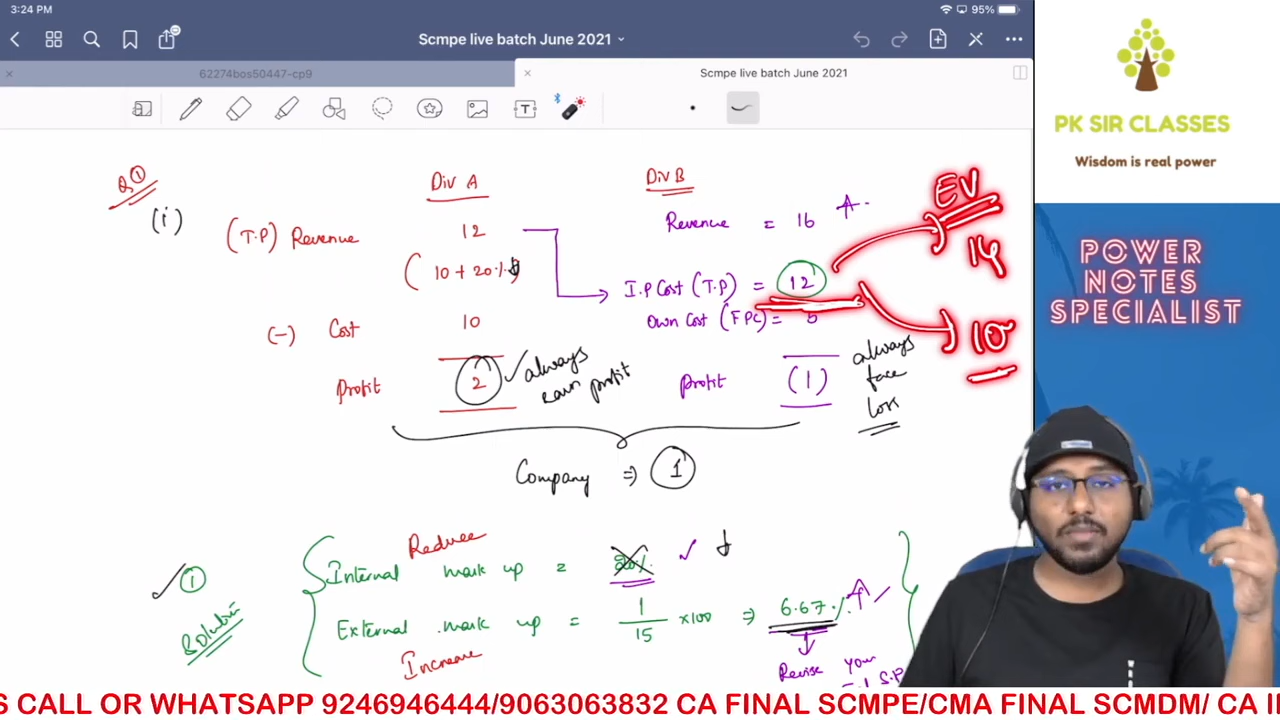 3:24 PM
95%
Scmpe live batch June 2021
62274bos50447-cp9
Scmpe live batch June 2021
PK SIR CLASSES
Wisdom is real power
POWER
NOTES
SPECIALIST
Q①
(i)
Div A
Div B
(T.P) Revenue 12
Revenue = 16
(10 + 20%)
I.P Cost (T.P) = 12
Own Cost (FPC) = 5
(-) Cost 10
Profit 2 always earn profit
Profit (1) always face loss
EV
14
10
Company ⇒ 1
Reduce
① Internal mark up = 20%
Solution
External mark up = 1/15 ×100 ⇒ 6.67%
Increase
Revise your
S CALL OR WHATSAPP 9246946444/9063063832 CA FINAL SCMPE/CMA FINAL SCMDM/ CA I